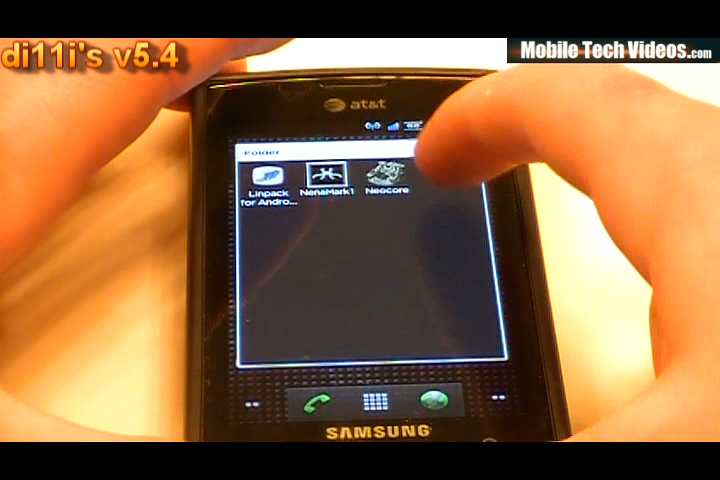 di11i's v5.4
Mobile Tech Videos.com
at&t
Folder
Linpack
for Andro...
NenaMark1
Neocore
SAMSUNG